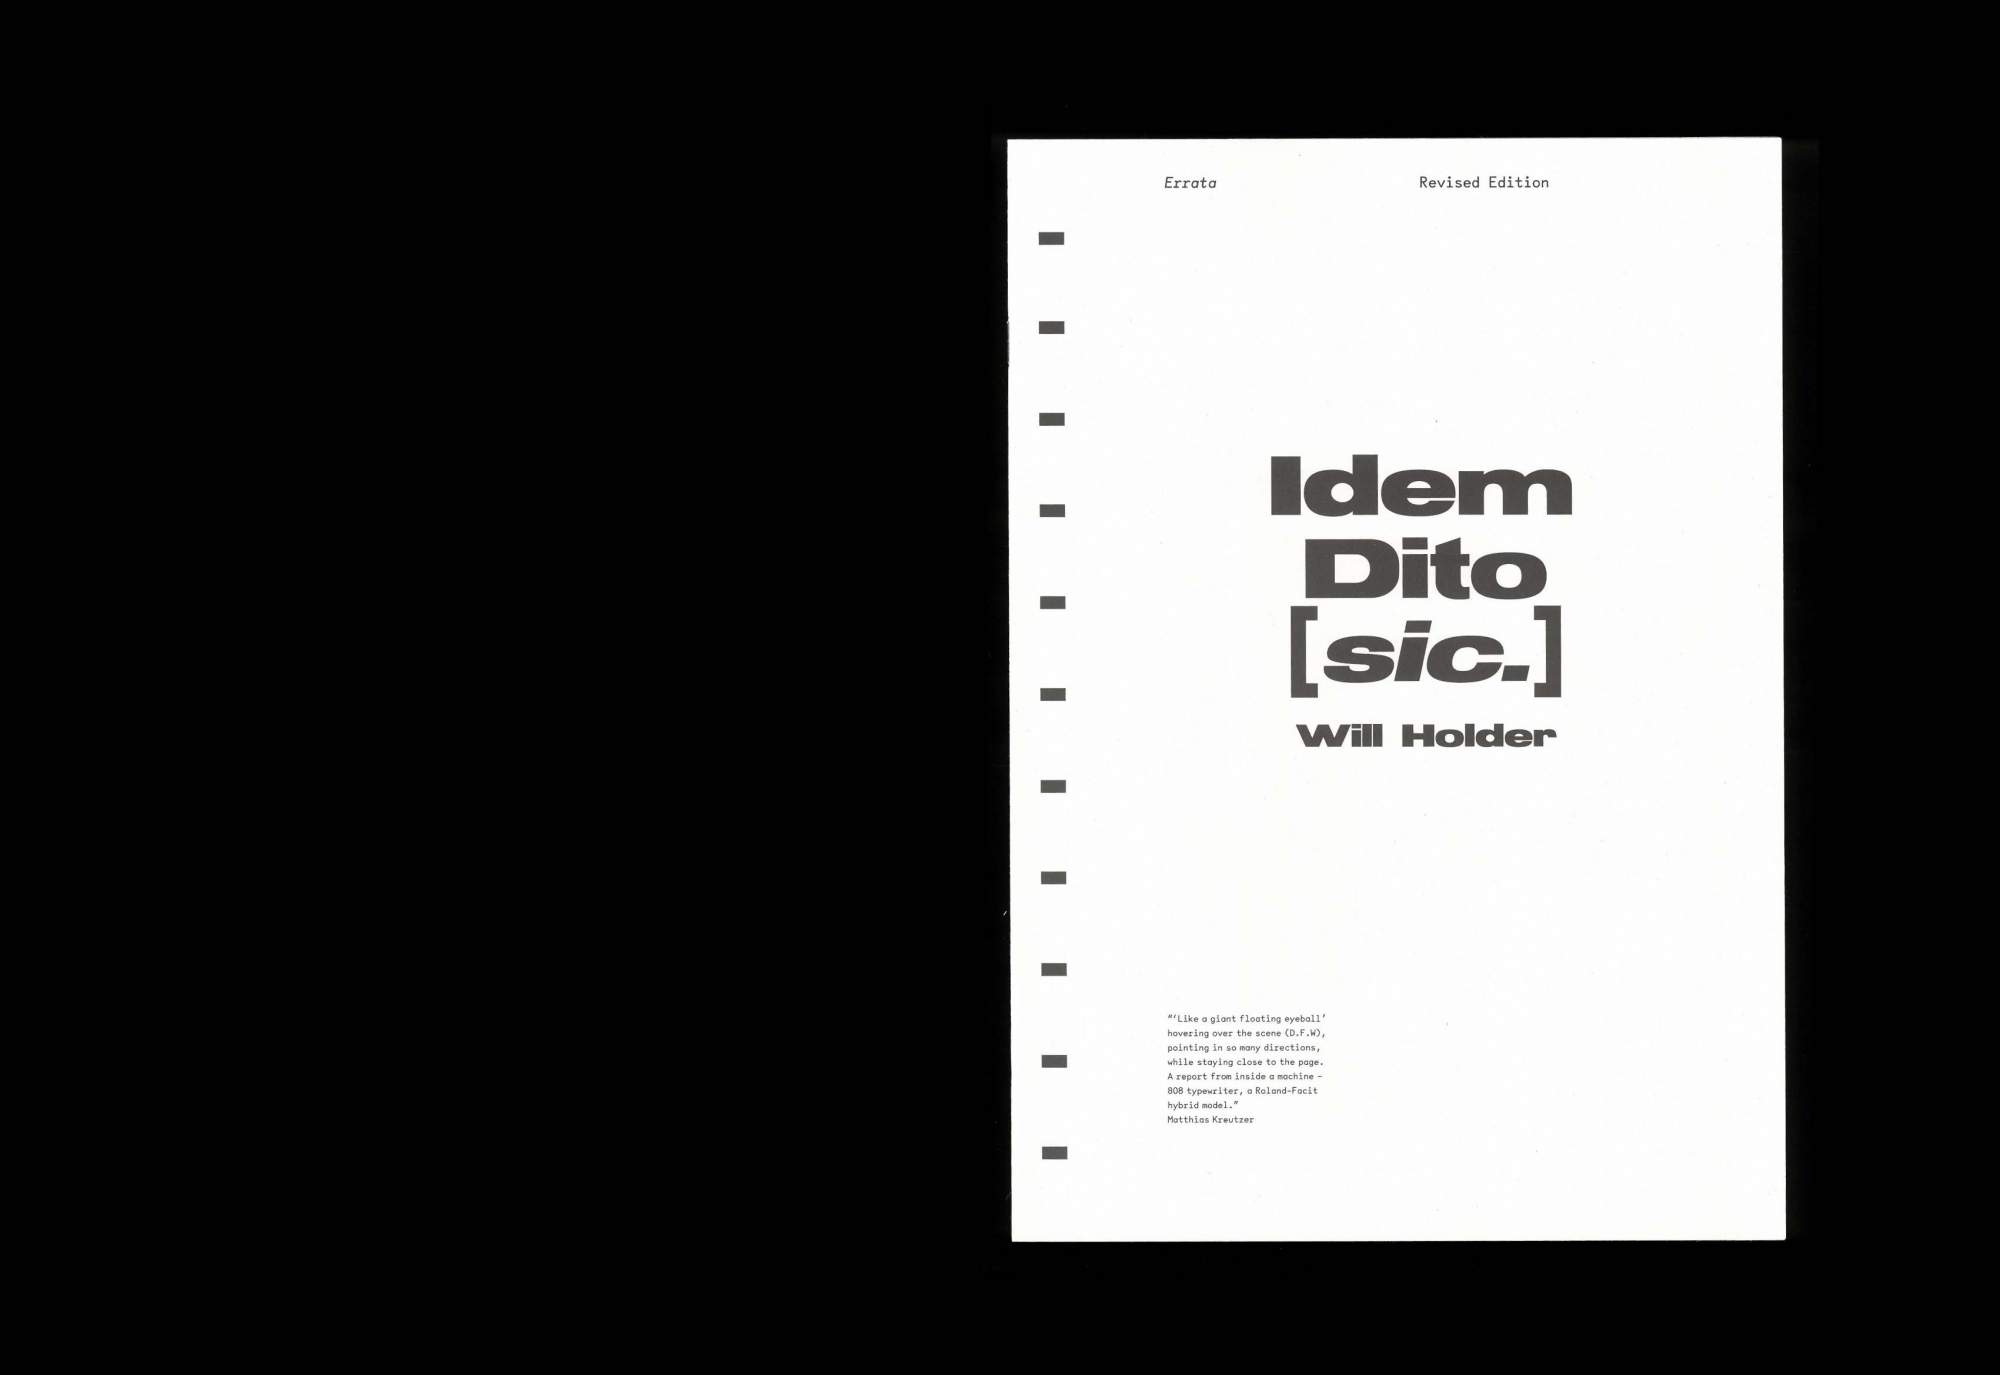 Errata
Revised Edition
Idem
Dito
[sic.]
Will Holder
“‘Like a giant floating eyeball’
hovering over the scene (D.F.W),
pointing in so many directions,
while staying close to the page.
A report from inside a machine –
808 typewriter, a Roland-Facit
hybrid model.”
Matthias Kreutzer